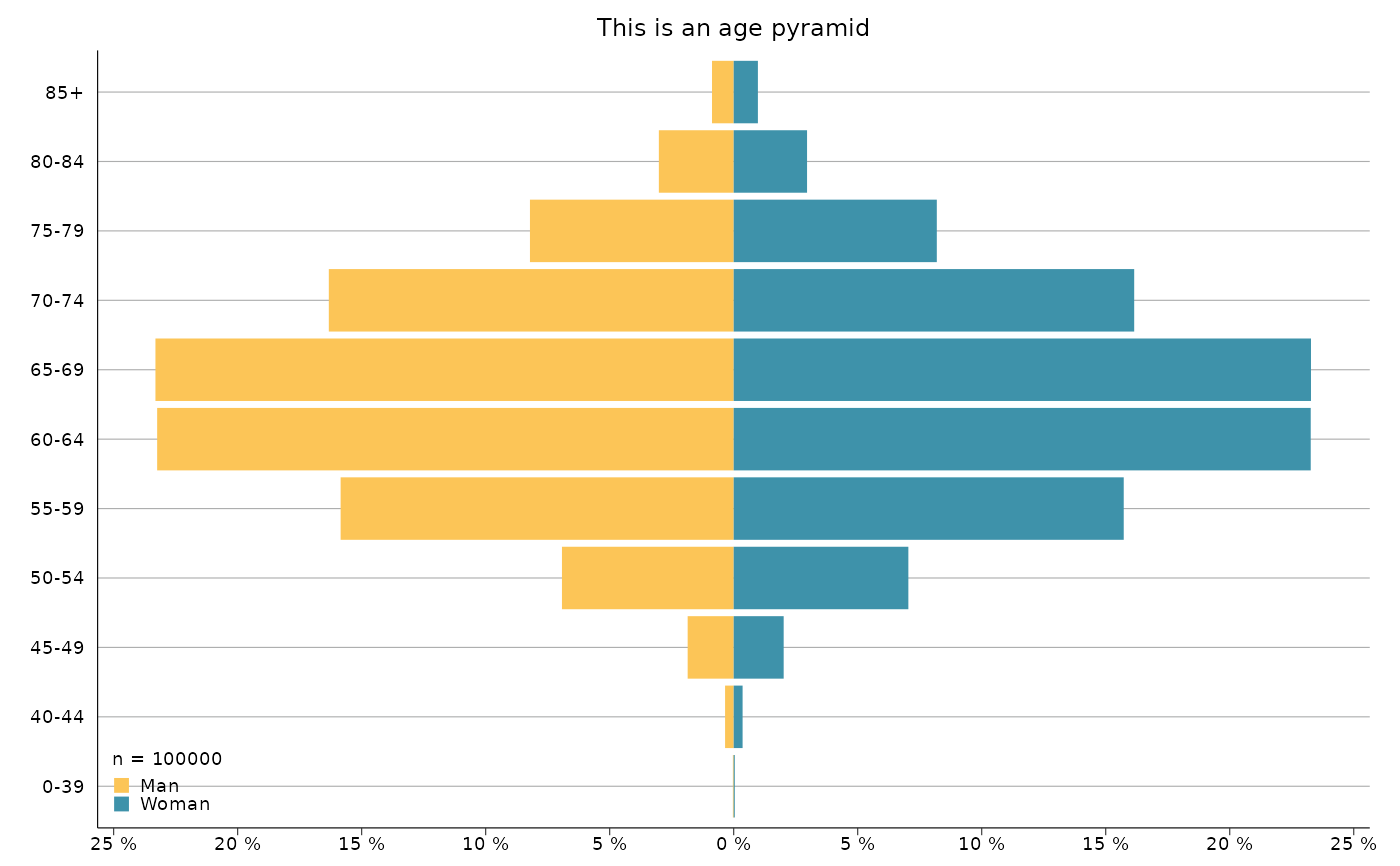 This is an age pyramid
85+
80-84
75-79
70-74
65-69
60-64
55-59
50-54
45-49
40-44
0-39
n = 100000
Man
Woman
25 % 20 % 15 % 10 % 5 % 0 % 5 % 10 % 15 % 20 % 25 %